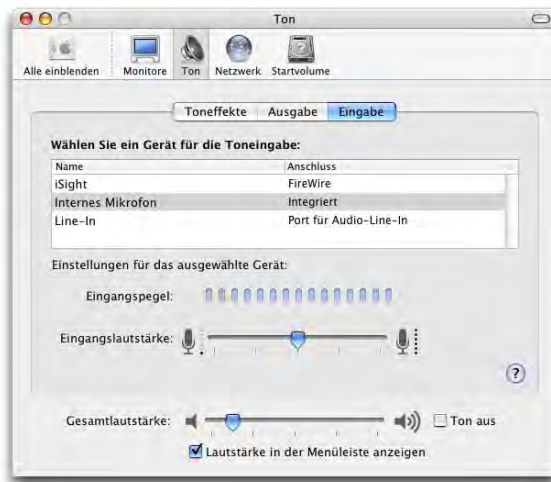 Ton
Alle einblenden Monitore Ton Netzwerk Startvolume
Toneffekte Ausgabe Eingabe
Wählen Sie ein Gerät für die Toneingabe:
Name Anschluss
iSight FireWire
Internes Mikrofon Integriert
Line-In Port für Audio-Line-In
Einstellungen für das ausgewählte Gerät:
Eingangspegel:
Eingangslautstärke:
?
Gesamtlautstärke: Ton aus
Lautstärke in der Menüleiste anzeigen